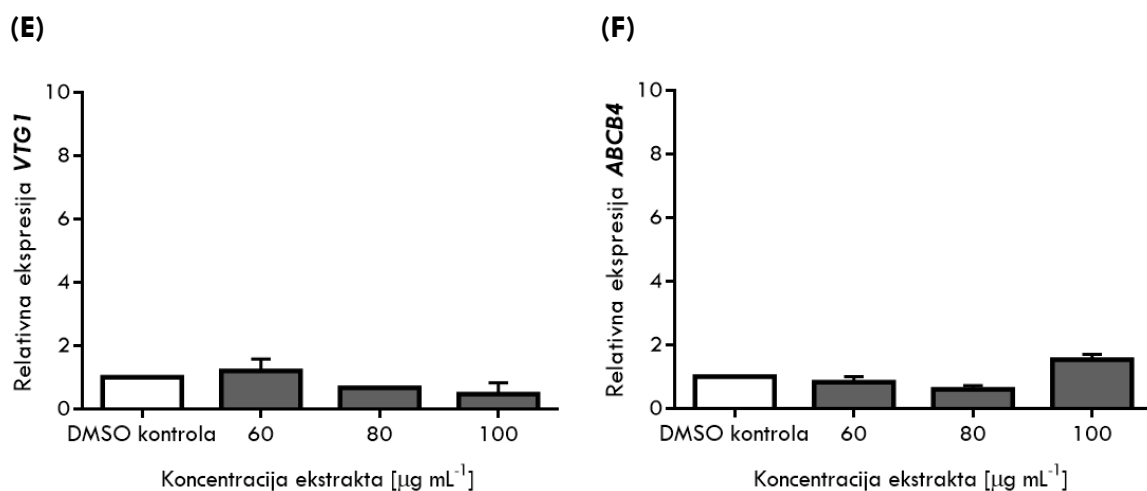 (E)
Relativna ekspresija VTG1
10
8
6
4
2
0
DMSO kontrola 60 80 100
Koncentracija ekstrakta [µg mL⁻¹]
(F)
Relativna ekspresija ABCB4
10
8
6
4
2
0
DMSO kontrola 60 80 100
Koncentracija ekstrakta [µg mL⁻¹]